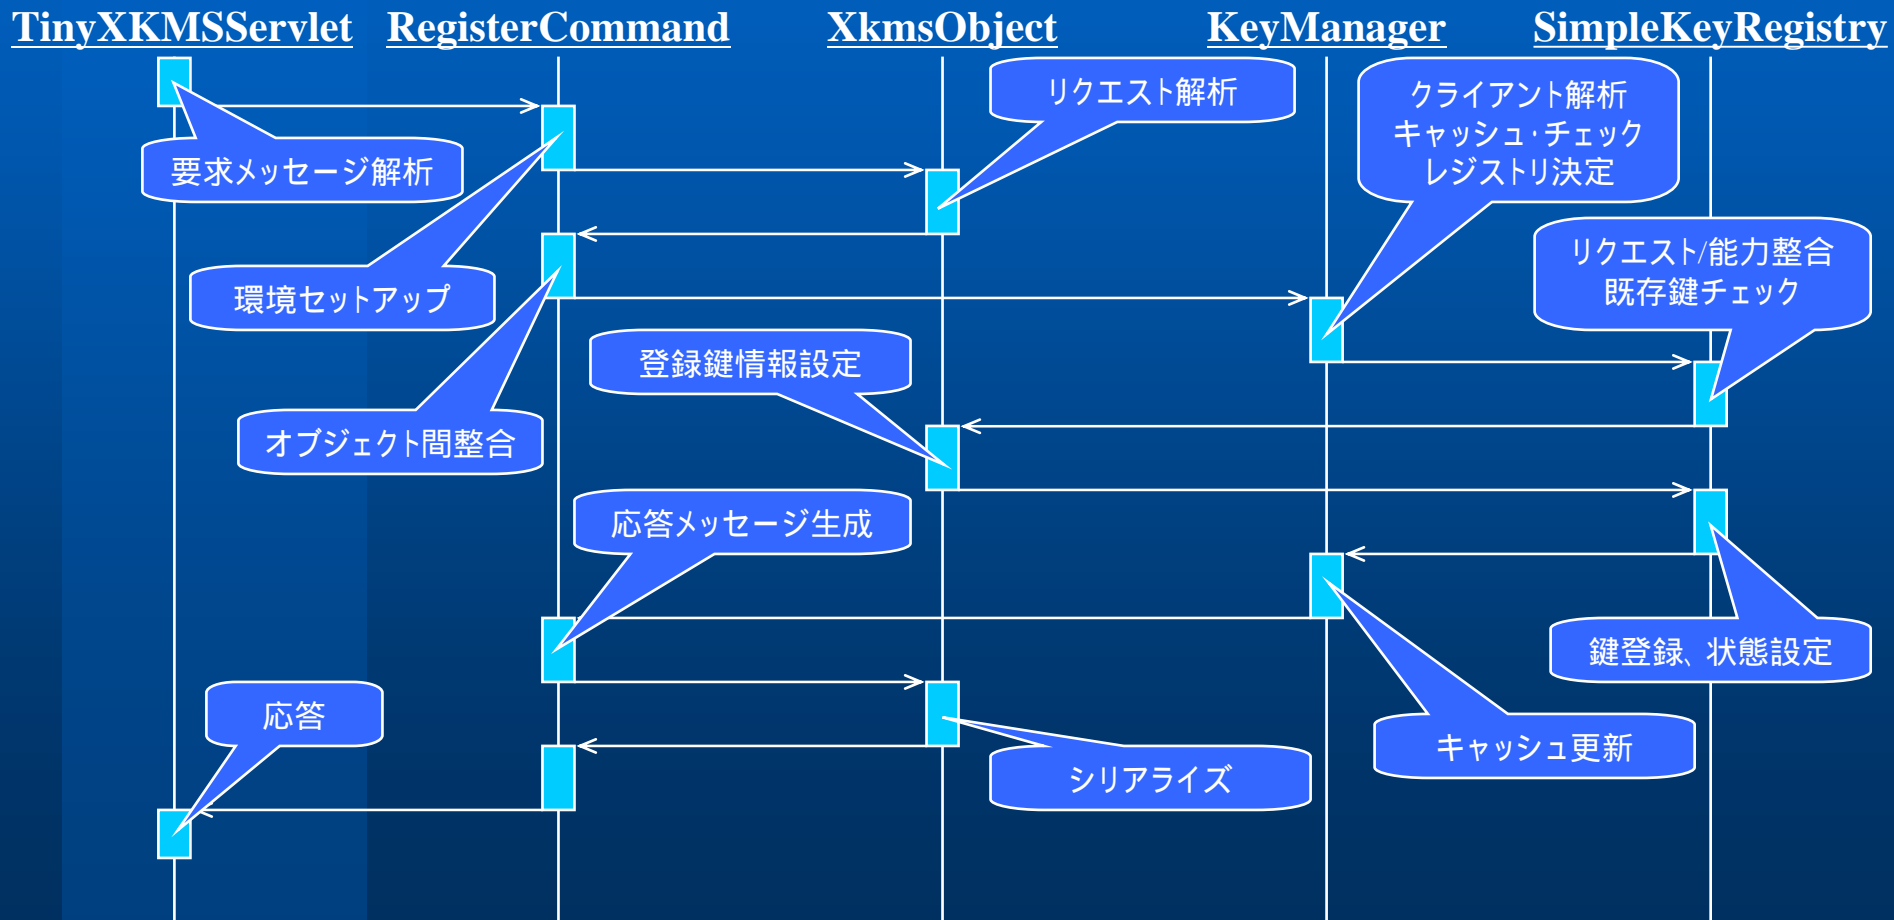 TinyXKMSServlet
RegisterCommand
XkmsObject
KeyManager
SimpleKeyRegistry
リクエスト解析
クライアント解析
キャッシュ・チェック
レジストリ決定
要求メッセージ解析
リクエスト/能力整合
既存鍵チェック
環境セットアップ
登録鍵情報設定
オブジェクト間整合
応答メッセージ生成
鍵登録、状態設定
応答
キャッシュ更新
シリアライズ